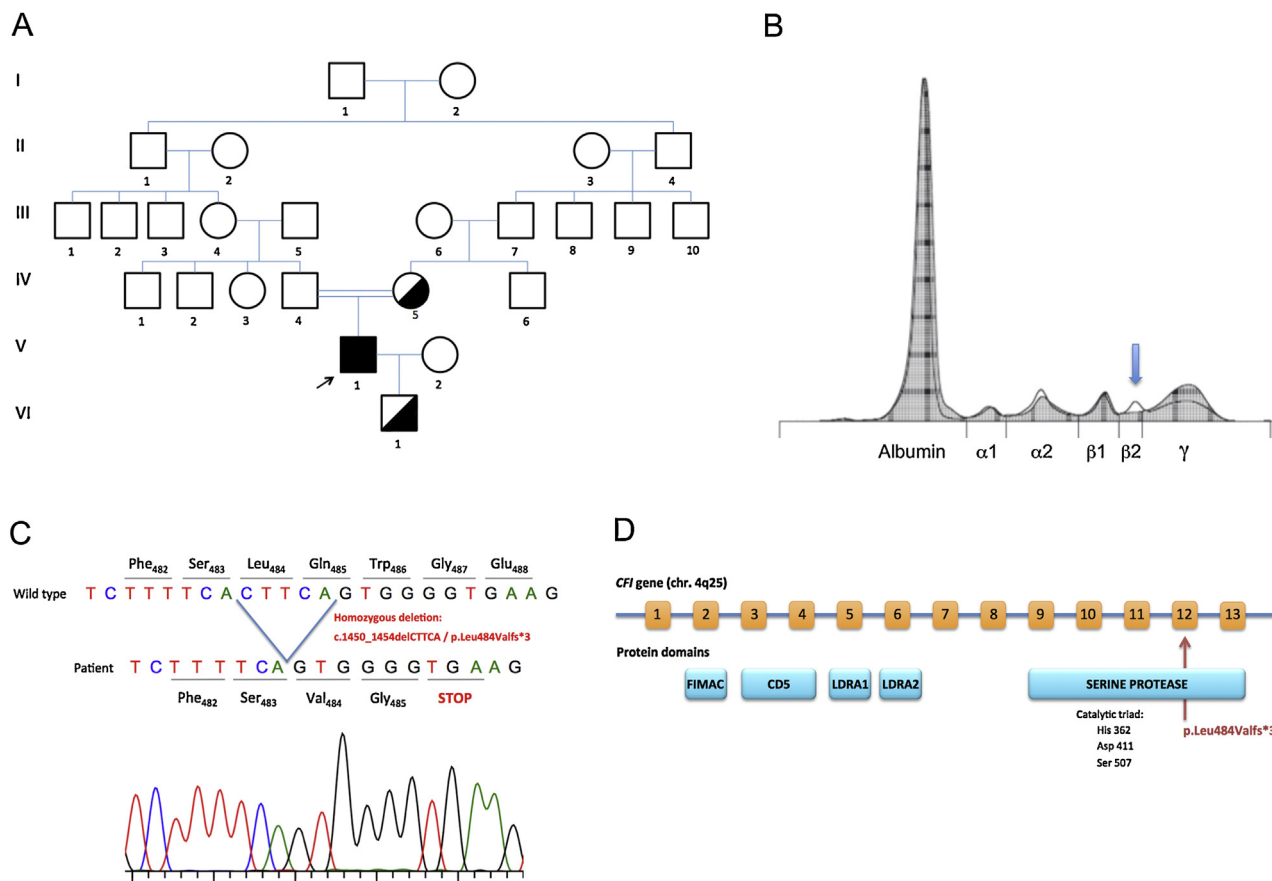 A
I
1 2
II
1 2 3 4
III
1 2 3 4 5 6 7 8 9 10
IV
1 2 3 4 5 6
V
1 2
VI
1
B
Albumin α1 α2 β1 β2 γ
C
Phe482 Ser483 Leu484 Gln485 Trp486 Gly487 Glu488
Wild type T C T T T T C A C T T C A G T G G G G T G A A G
Homozygous deletion:
c.1450_1454delCTTCA / p.Leu484Valfs*3
Patient T C T T T T C A G T G G G G T G A A G
Phe482 Ser483 Val484 Gly485 STOP
D
CFI gene (chr. 4q25)
1 2 3 4 5 6 7 8 9 10 11 12 13
Protein domains
FIMAC CD5 LDRA1 LDRA2 SERINE PROTEASE
Catalytic triad:
His 362
Asp 411
Ser 507
p.Leu484Valfs*3